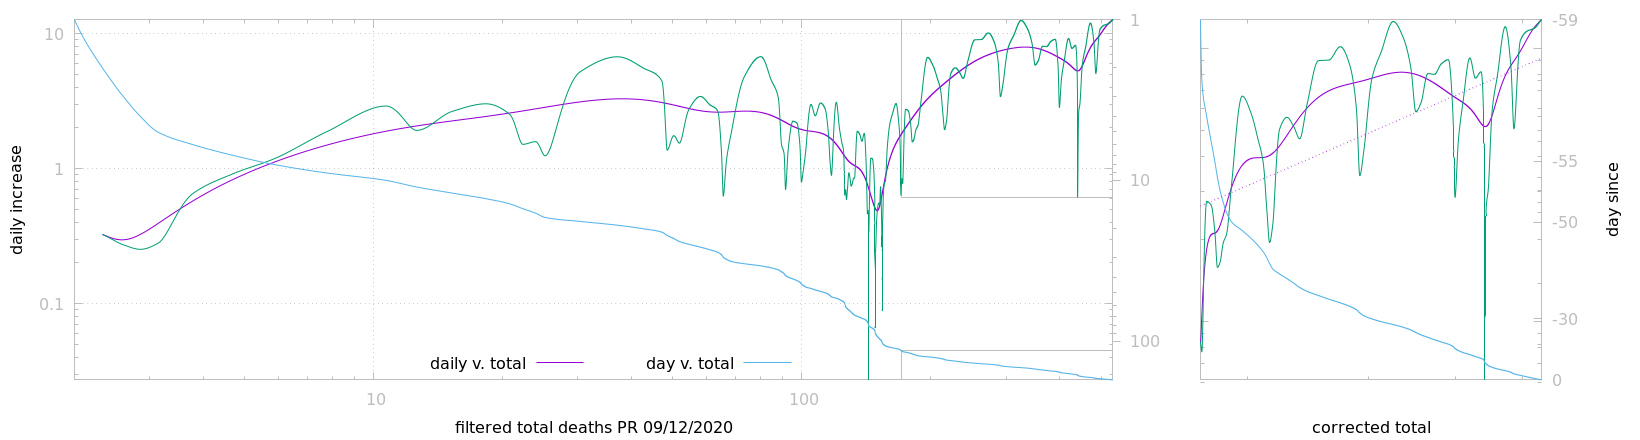 10
1
0.1
daily increase
daily v. total
day v. total
10
100
filtered total deaths PR 09/12/2020
1
10
100
-59
-55
-50
-30
0
day since
corrected total